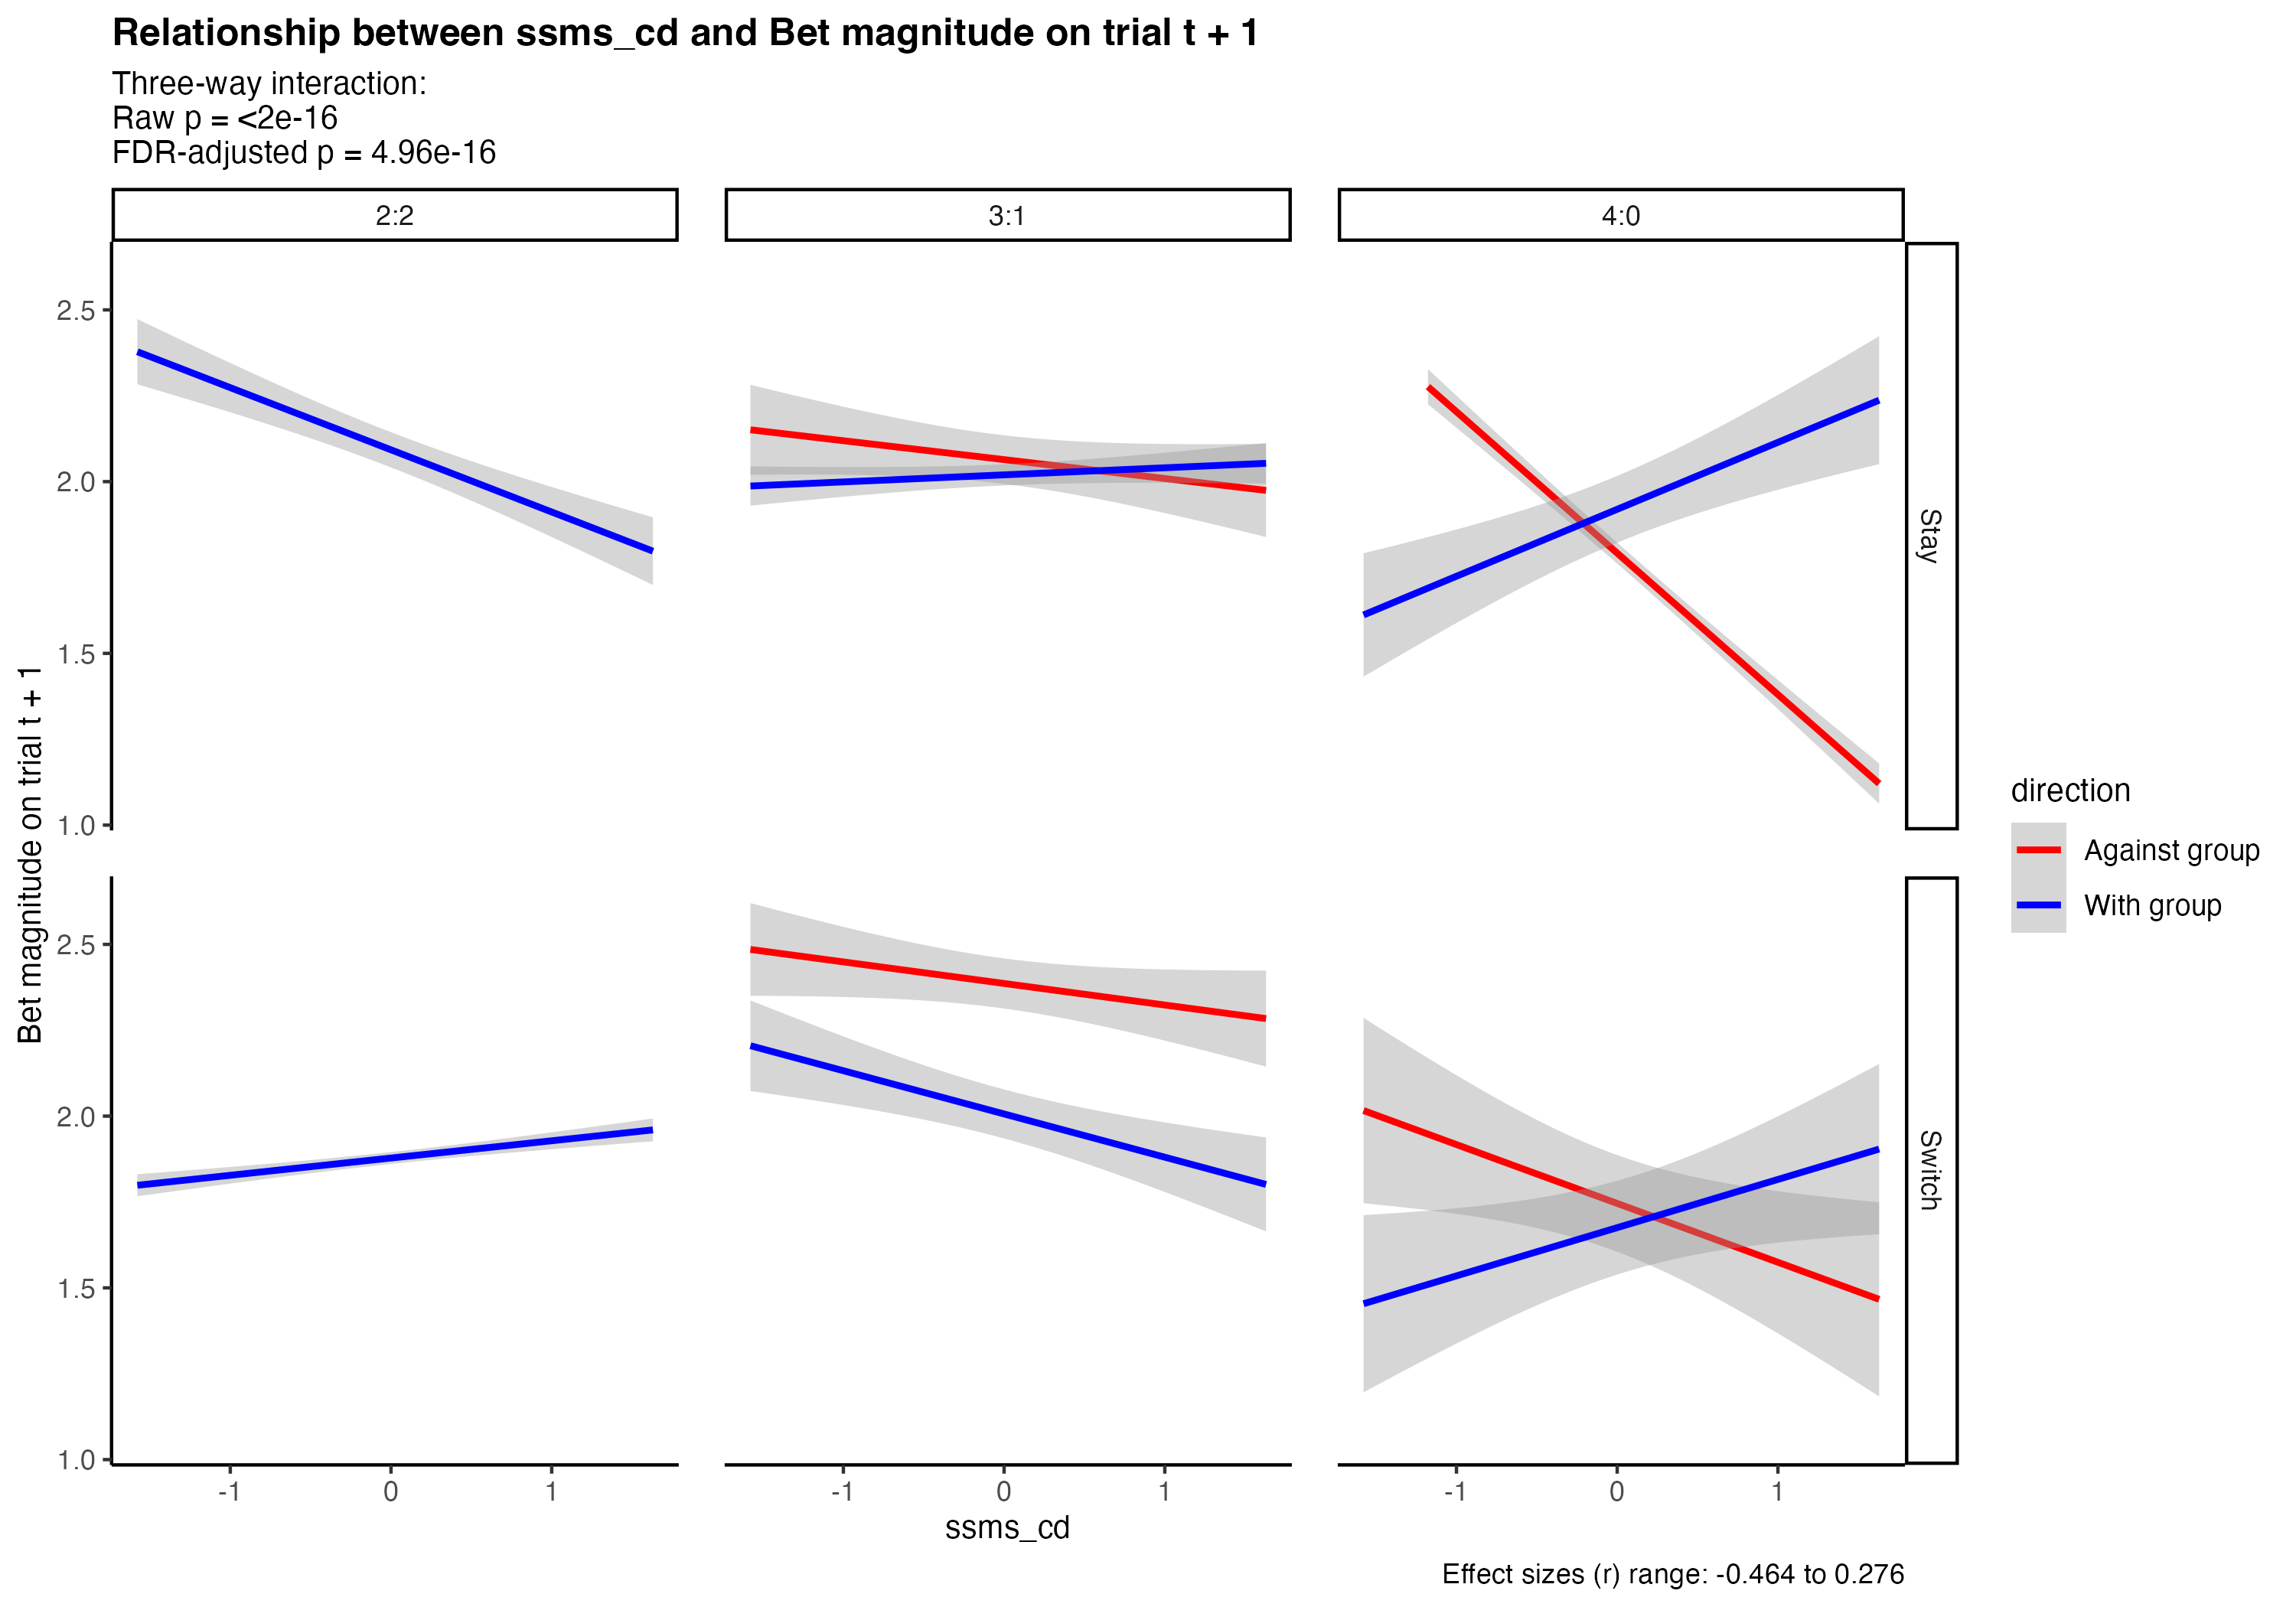 Relationship between ssms_cd and Bet magnitude on trial t + 1
Three-way interaction:
Raw p = <2e-16
FDR-adjusted p = 4.96e-16
2:2
3:1
4:0
2.5
2.0
1.5
1.0
Stay
Bet magnitude on trial t + 1
direction
Against group
With group
2.5
2.0
1.5
1.0
Switch
-1 0 1
-1 0 1
-1 0 1
ssms_cd
Effect sizes (r) range: -0.464 to 0.276